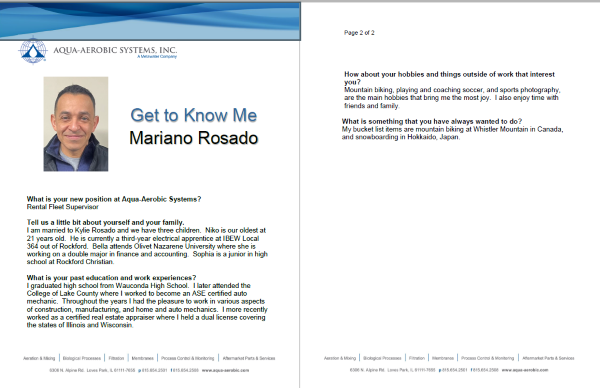 AQUA-AEROBIC SYSTEMS, INC.
A Metawater Company
Get to Know Me
Mariano Rosado
What is your new position at Aqua-Aerobic Systems?
Rental Fleet Supervisor
Tell us a little bit about yourself and your family.
I am married to Kylie Rosado and we have three children. Niko is our oldest at
21 years old. He is currently a third-year electrical apprentice at IBEW Local
364 out of Rockford. Bella attends Olivet Nazarene University where she is
working on a double major in finance and accounting. Sophia is a junior in high
school at Rockford Christian.
What is your past education and work experiences?
I graduated high school from Wauconda High School. I later attended the
College of Lake County where I worked to become an ASE certified auto
mechanic. Throughout the years I had the pleasure to work in various aspects
of construction, manufacturing, and home and auto mechanics. I more recently
worked as a certified real estate appraiser where I held a dual license covering
the states of Illinois and Wisconsin.
Aeration & Mixing | Biological Processes | Filtration | Membranes | Process Control & Monitoring | Aftermarket Parts & Services
6306 N. Alpine Rd. Loves Park, IL 61111-7655 p 815.654.2501 f 815.654.2508 www.aqua-aerobic.com
Page 2 of 2
How about your hobbies and things outside of work that interest
you?
Mountain biking, playing and coaching soccer, and sports photography,
are the main hobbies that bring me the most joy. I also enjoy time with
friends and family.
What is something that you have always wanted to do?
My bucket list items are mountain biking at Whistler Mountain in Canada,
and snowboarding in Hokkaido, Japan.
Aeration & Mixing | Biological Processes | Filtration | Membranes | Process Control & Monitoring | Aftermarket Parts & Services
6306 N. Alpine Rd. Loves Park, IL 61111-7655 p 815.654.2501 f 815.654.2508 www.aqua-aerobic.com